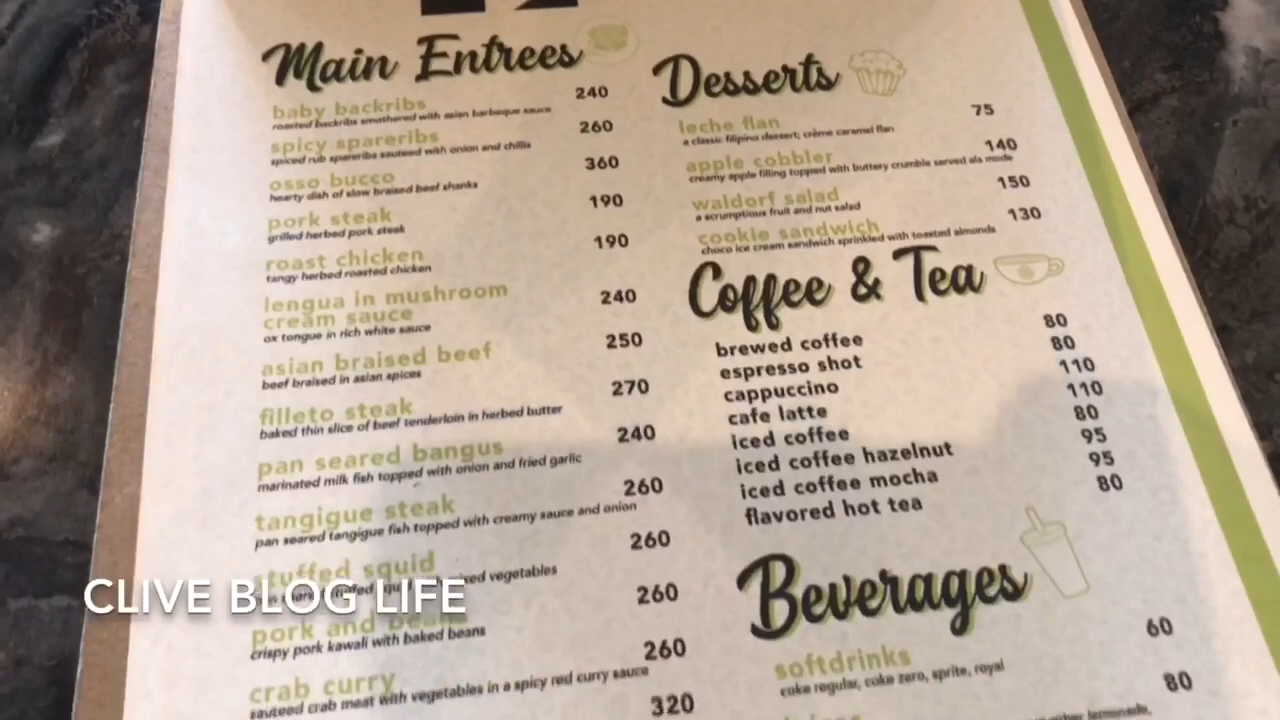 Main Entrees
baby backribs 240
roasted backribs smothered with asian barbeque sauce
spicy spareribs 260
spiced rub spareribs sauteed with onion and chilis
osso bucco 360
hearty dish of slow braised beef shanks
pork steak 190
grilled herbed pork steak
roast chicken 190
tangy herbed roasted chicken
lengua in mushroom
cream sauce 240
ox tongue in rich white sauce
asian braised beef 250
beef braised in asian spices
filleto steak 270
baked thin slice of beef tenderloin in herbed butter
pan seared bangus 240
marinated milk fish topped with onion and fried garlic
tangigue steak 260
pan seared tangigue fish topped with creamy sauce and onion
stuffed squid 260
vegetables
pork and beans 260
crispy pork kawali with baked beans
crab curry 260
sauteed crab meat with vegetables in a spicy red curry sauce
320
Desserts
leche flan 75
a classic filipino dessert; crème caramel flan
apple cobbler 140
creamy apple filling topped with buttery crumble served ala mode
waldorf salad 150
a scrumptious fruit and nut salad
cookie sandwich 130
choco ice cream sandwich sprinkled with toasted almonds
Coffee & Tea
brewed coffee 80
espresso shot 80
cappuccino 110
cafe latte 110
iced coffee 80
iced coffee hazelnut 95
iced coffee mocha 95
flavored hot tea 80
Beverages
softdrinks 60
coke regular, coke zero, sprite, royal
80
lemonade,
CLIVE BLOG LIFE